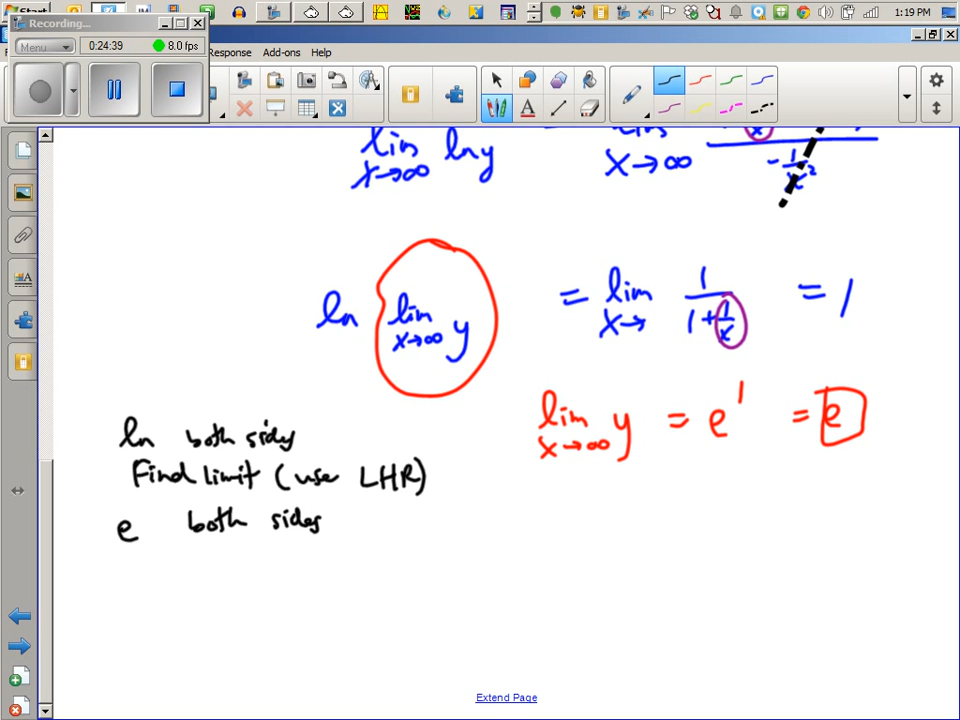 Start
1:19 PM
Recording...
Menu
0:24:39
8.0 fps
Response Add-ons Help
lim x→∞ ln y = lim x→∞ -1/x²
ln lim x→∞ y = lim x→ 1/(1+1/x) = 1
lim x→∞ y = e¹ = e
ln both sides
Find limit (use LHR)
e both sides
Extend Page